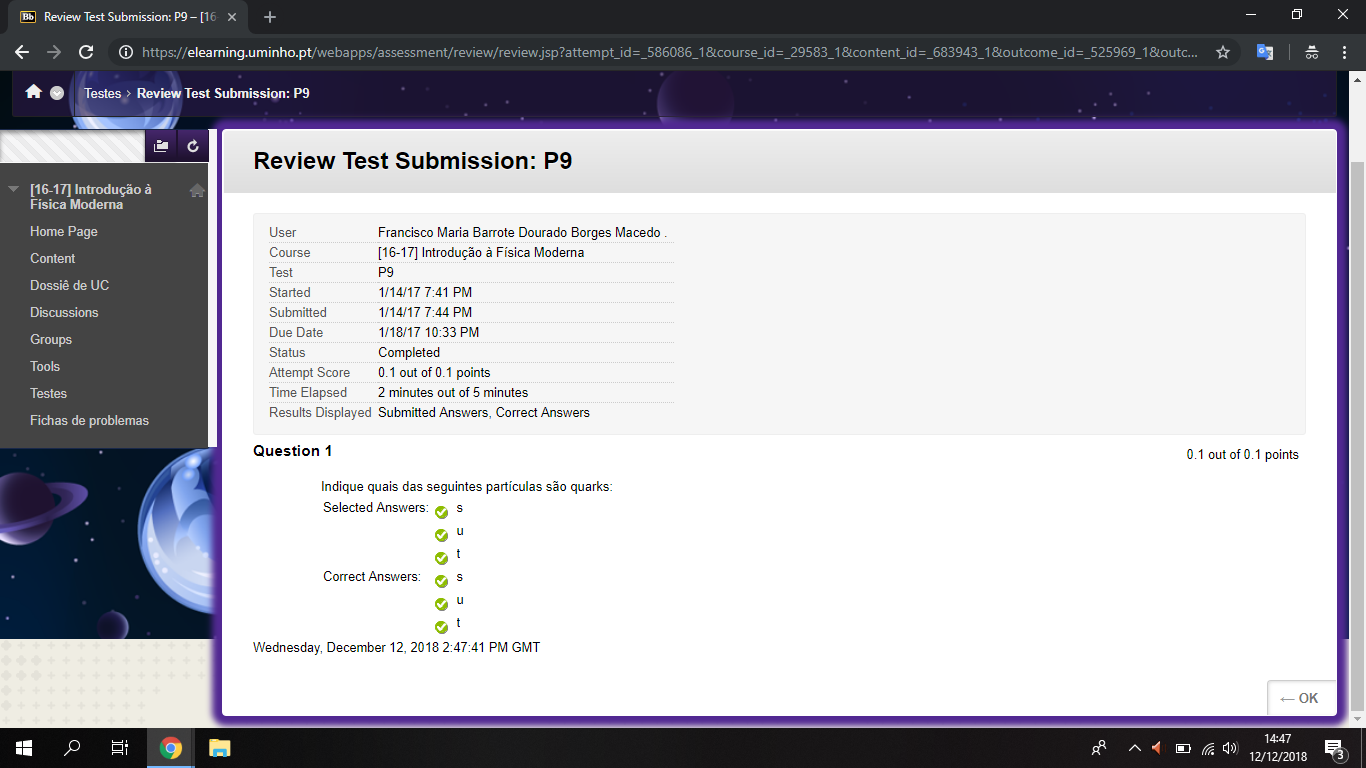 Review Test Submission: P9 – [16
https://elearning.uminho.pt/webapps/assessment/review/review.jsp?attempt_id=_586086_1&course_id=_29583_1&content_id=_683943_1&outcome_id=_525969_1&outc...
Testes > Review Test Submission: P9
[16-17] Introdução à
Física Moderna
Home Page
Content
Dossiê de UC
Discussions
Groups
Tools
Testes
Fichas de problemas
Review Test Submission: P9
User Francisco Maria Barrote Dourado Borges Macedo .
Course [16-17] Introdução à Física Moderna
Test P9
Started 1/14/17 7:41 PM
Submitted 1/14/17 7:44 PM
Due Date 1/18/17 10:33 PM
Status Completed
Attempt Score 0.1 out of 0.1 points
Time Elapsed 2 minutes out of 5 minutes
Results Displayed Submitted Answers, Correct Answers
Question 1
0.1 out of 0.1 points
Indique quais das seguintes partículas são quarks:
Selected Answers: s
u
t
Correct Answers: s
u
t
Wednesday, December 12, 2018 2:47:41 PM GMT
← OK
14:47
12/12/2018
3